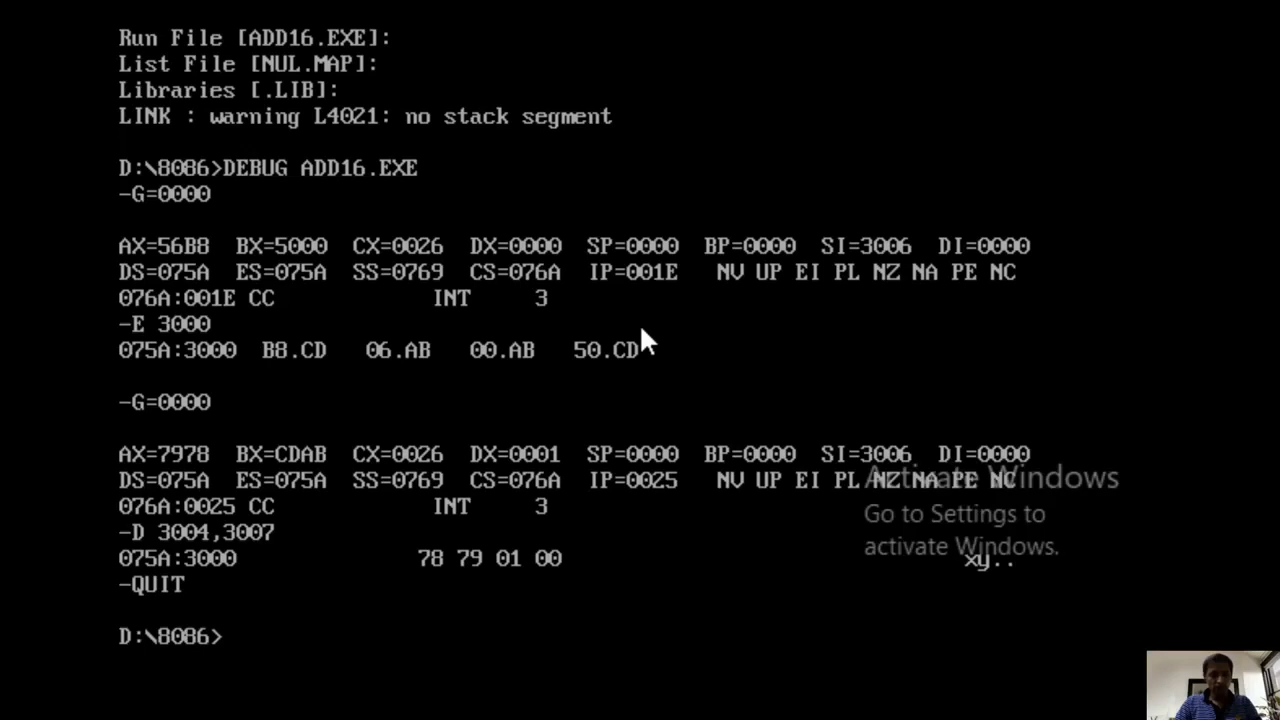 Run File [ADD16.EXE]:
List File [NUL.MAP]:
Libraries [.LIB]:
LINK : warning L4021: no stack segment
D:\8086>DEBUG ADD16.EXE
-G=0000
AX=56B8 BX=5000 CX=0026 DX=0000 SP=0000 BP=0000 SI=3006 DI=0000
DS=075A ES=075A SS=0769 CS=076A IP=001E NV UP EI PL NZ NA PE NC
076A:001E CC INT 3
-E 3000
075A:3000 B8.CD 06.AB 00.AB 50.CD
-G=0000
AX=7978 BX=CDAB CX=0026 DX=0001 SP=0000 BP=0000 SI=3006 DI=0000
DS=075A ES=075A SS=0769 CS=076A IP=0025 NV UP EI PL NZ NA PE NC
076A:0025 CC INT 3
-D 3004,3007
075A:3000 78 79 01 00 xy..
-QUIT
D:\8086>
Activate Windows
Go to Settings to
activate Windows.